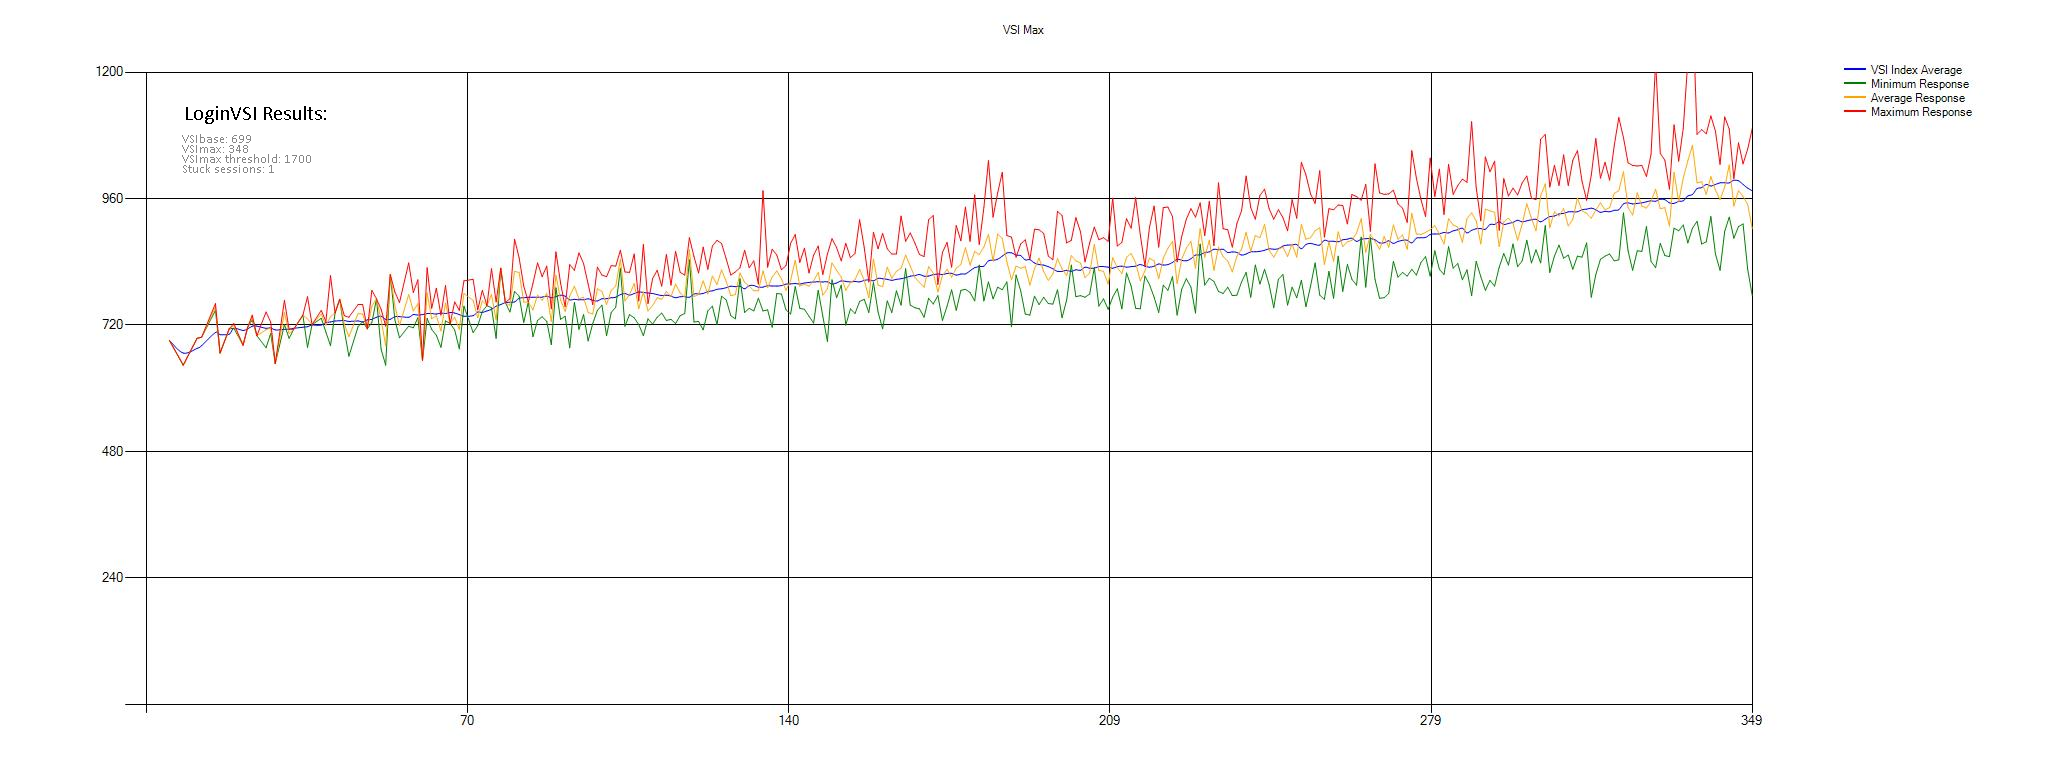 VSI Max
1200
960
720
480
240
LoginVSI Results:
VSIbase: 699
VSImax: 348
VSImax threshold: 1700
Stuck sessions: 1
70
140
209
279
349
VSI Index Average
Minimum Response
Average Response
Maximum Response